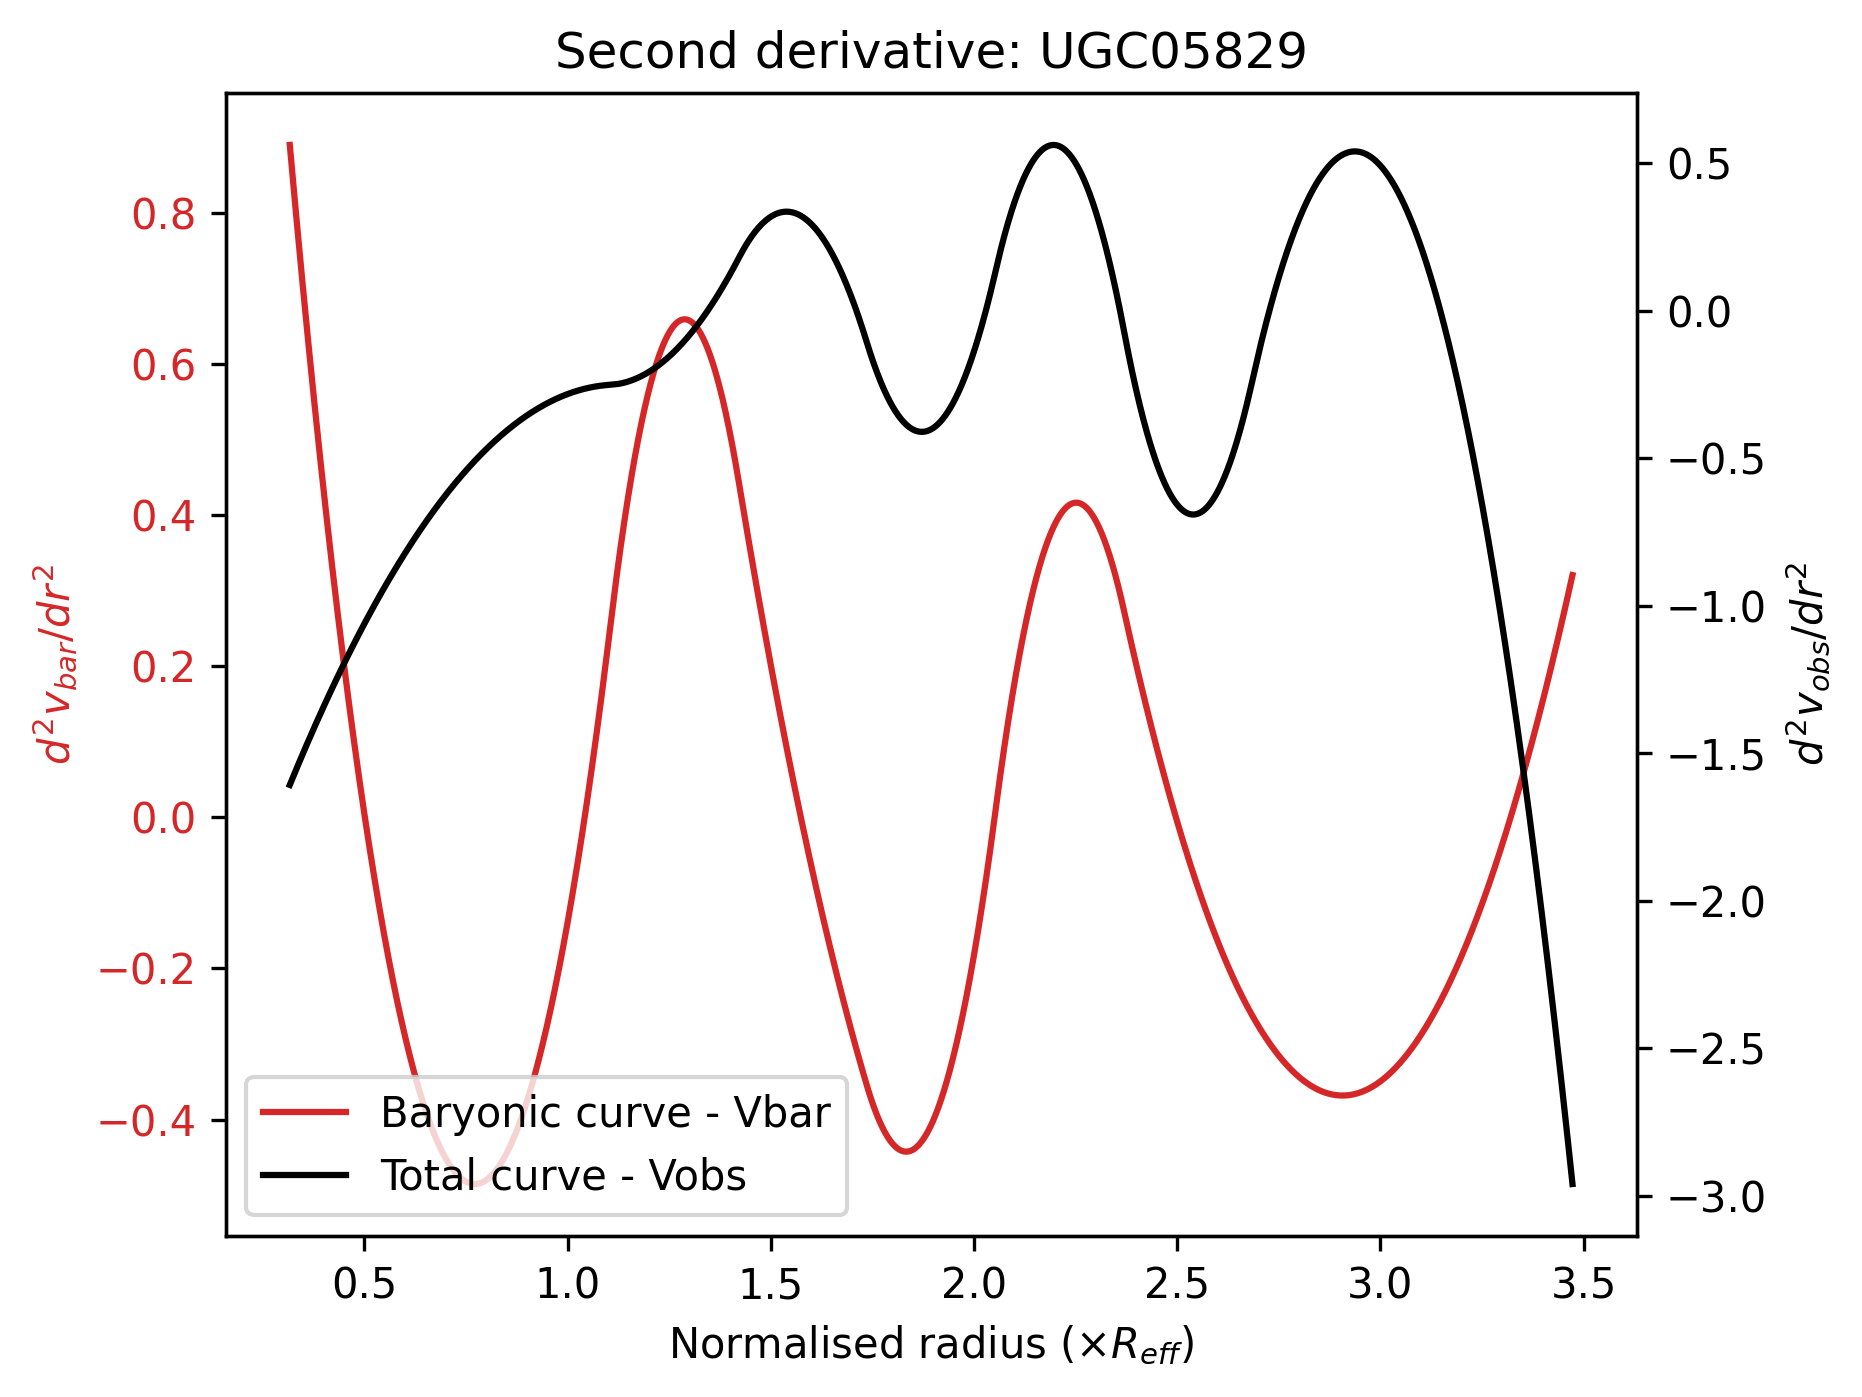 Second derivative: UGC05829
0.8
0.6
0.4
0.2
0.0
−0.2
−0.4
d²v_bar/dr²
0.5
0.0
−0.5
−1.0
−1.5
−2.0
−2.5
−3.0
d²v_obs/dr²
Baryonic curve - Vbar
Total curve - Vobs
0.5 1.0 1.5 2.0 2.5 3.0 3.5
Normalised radius (×R_eff)